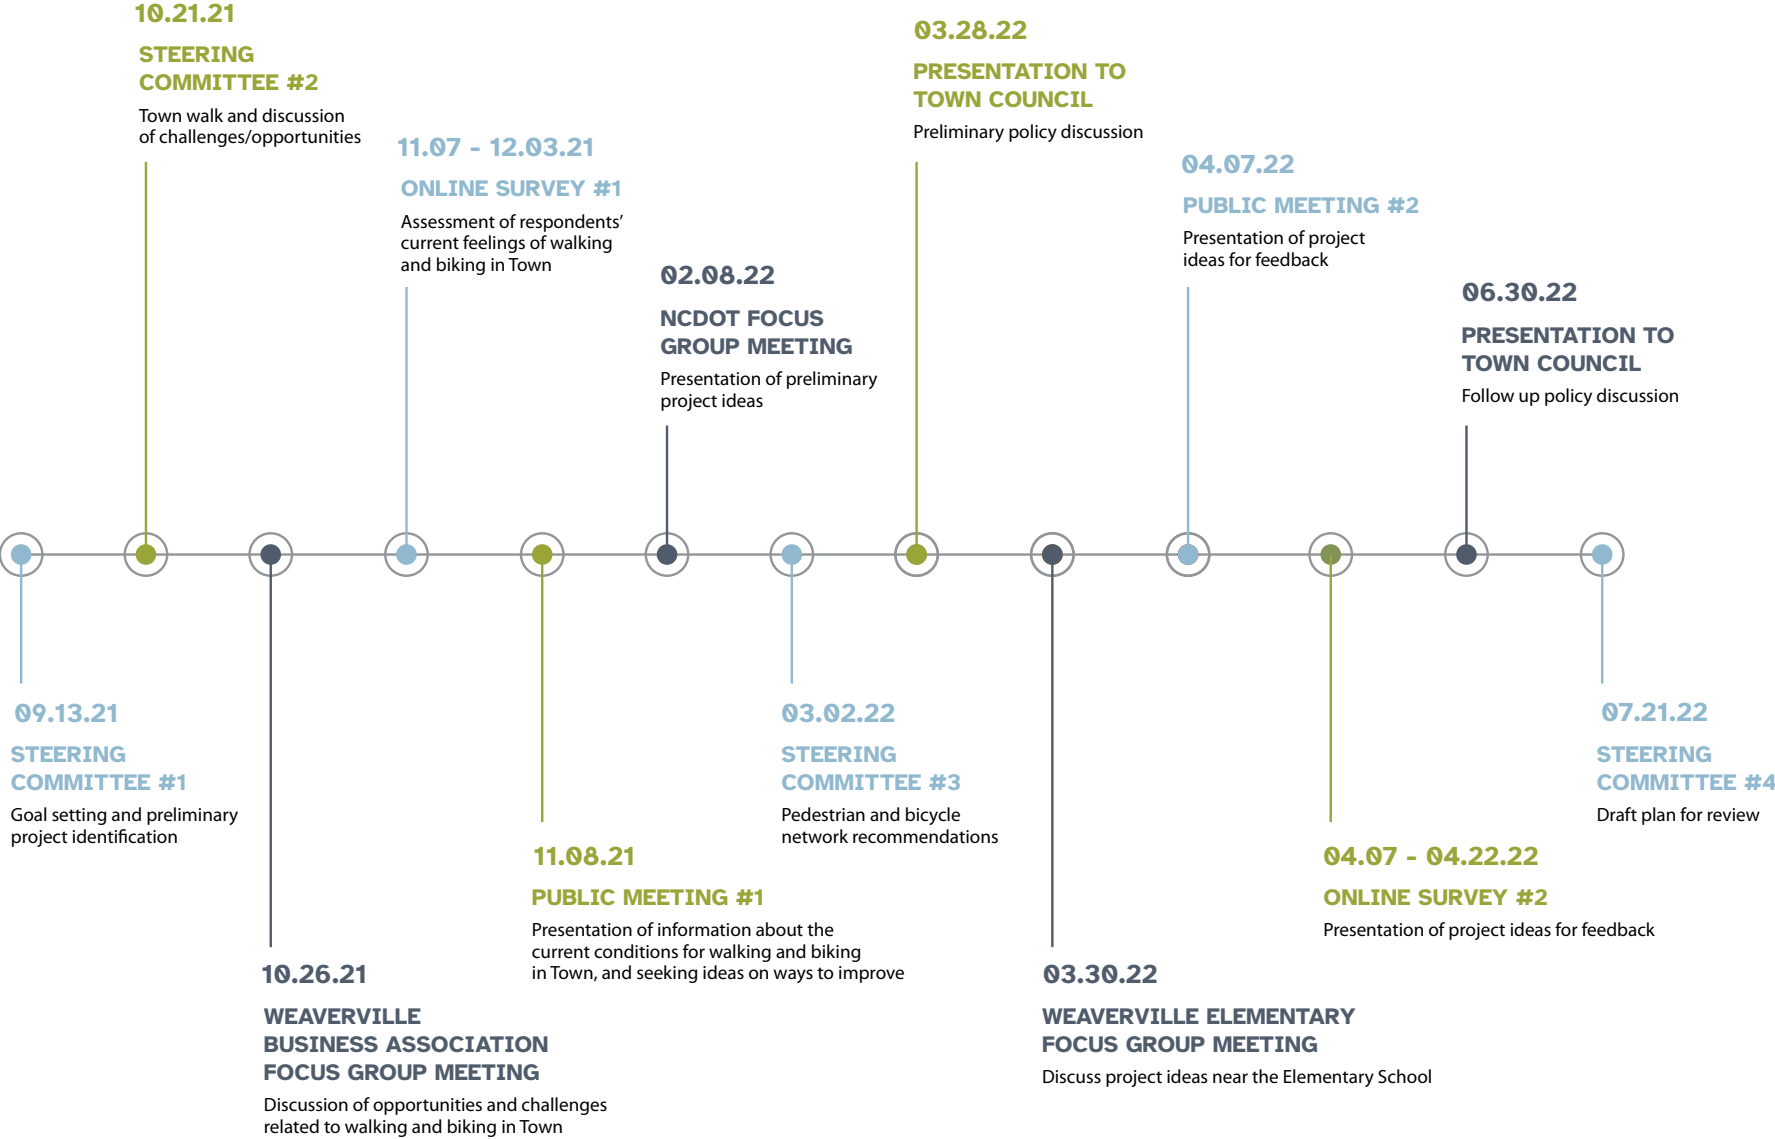 10.21.21
STEERING
COMMITTEE #2
Town walk and discussion
of challenges/opportunities
11.07 - 12.03.21
ONLINE SURVEY #1
Assessment of respondents’
current feelings of walking
and biking in Town
02.08.22
NCDOT FOCUS
GROUP MEETING
Presentation of preliminary
project ideas
03.28.22
PRESENTATION TO
TOWN COUNCIL
Preliminary policy discussion
04.07.22
PUBLIC MEETING #2
Presentation of project
ideas for feedback
06.30.22
PRESENTATION TO
TOWN COUNCIL
Follow up policy discussion
09.13.21
STEERING
COMMITTEE #1
Goal setting and preliminary
project identification
10.26.21
WEAVERVILLE
BUSINESS ASSOCIATION
FOCUS GROUP MEETING
Discussion of opportunities and challenges
related to walking and biking in Town
11.08.21
PUBLIC MEETING #1
Presentation of information about the
current conditions for walking and biking
in Town, and seeking ideas on ways to improve
03.02.22
STEERING
COMMITTEE #3
Pedestrian and bicycle
network recommendations
03.30.22
WEAVERVILLE ELEMENTARY
FOCUS GROUP MEETING
Discuss project ideas near the Elementary School
04.07 - 04.22.22
ONLINE SURVEY #2
Presentation of project ideas for feedback
07.21.22
STEERING
COMMITTEE #4
Draft plan for review